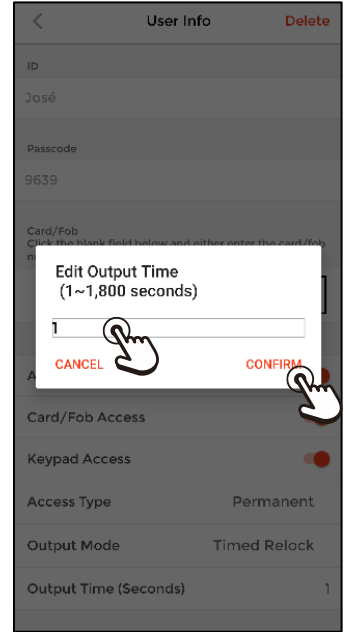 User Info
Delete
ID
José
Passcode
9639
Card/Fob
Click the blank field below and either enter the card/fob
n
Edit Output Time
(1~1,800 seconds)
1
CANCEL
CONFIRM
A
Card/Fob Access
Keypad Access
Access Type
Permanent
Output Mode
Timed Relock
Output Time (Seconds)
1